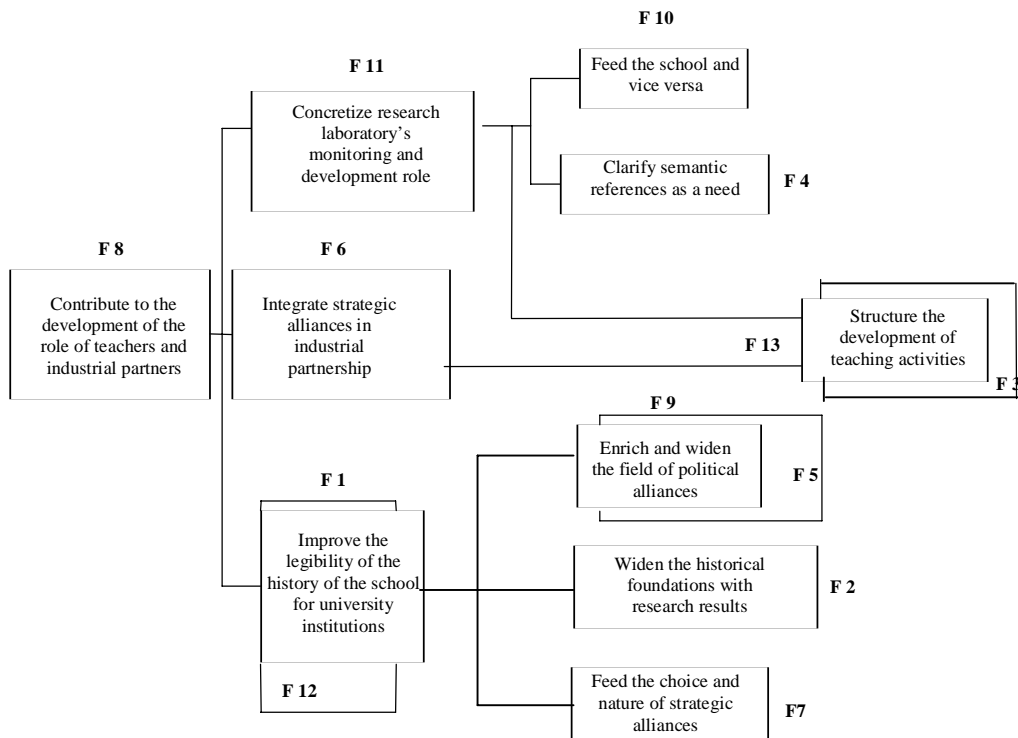 F 10
Feed the school and
vice versa
F 11
Concretize research
laboratory's
monitoring and
development role
Clarify semantic
references as a need
F 4
F 8
Contribute to the
development of the
role of teachers and
industrial partners
F 6
Integrate strategic
alliances in
industrial
partnership
F 13
Structure the
development of
teaching activities
F 3
F 9
Enrich and widen
the field of political
alliances
F 5
F 1
Improve the
legibility of the
history of the school
for university
institutions
F 12
Widen the historical
foundations with
research results
F 2
Feed the choice and
nature of strategic
alliances
F7